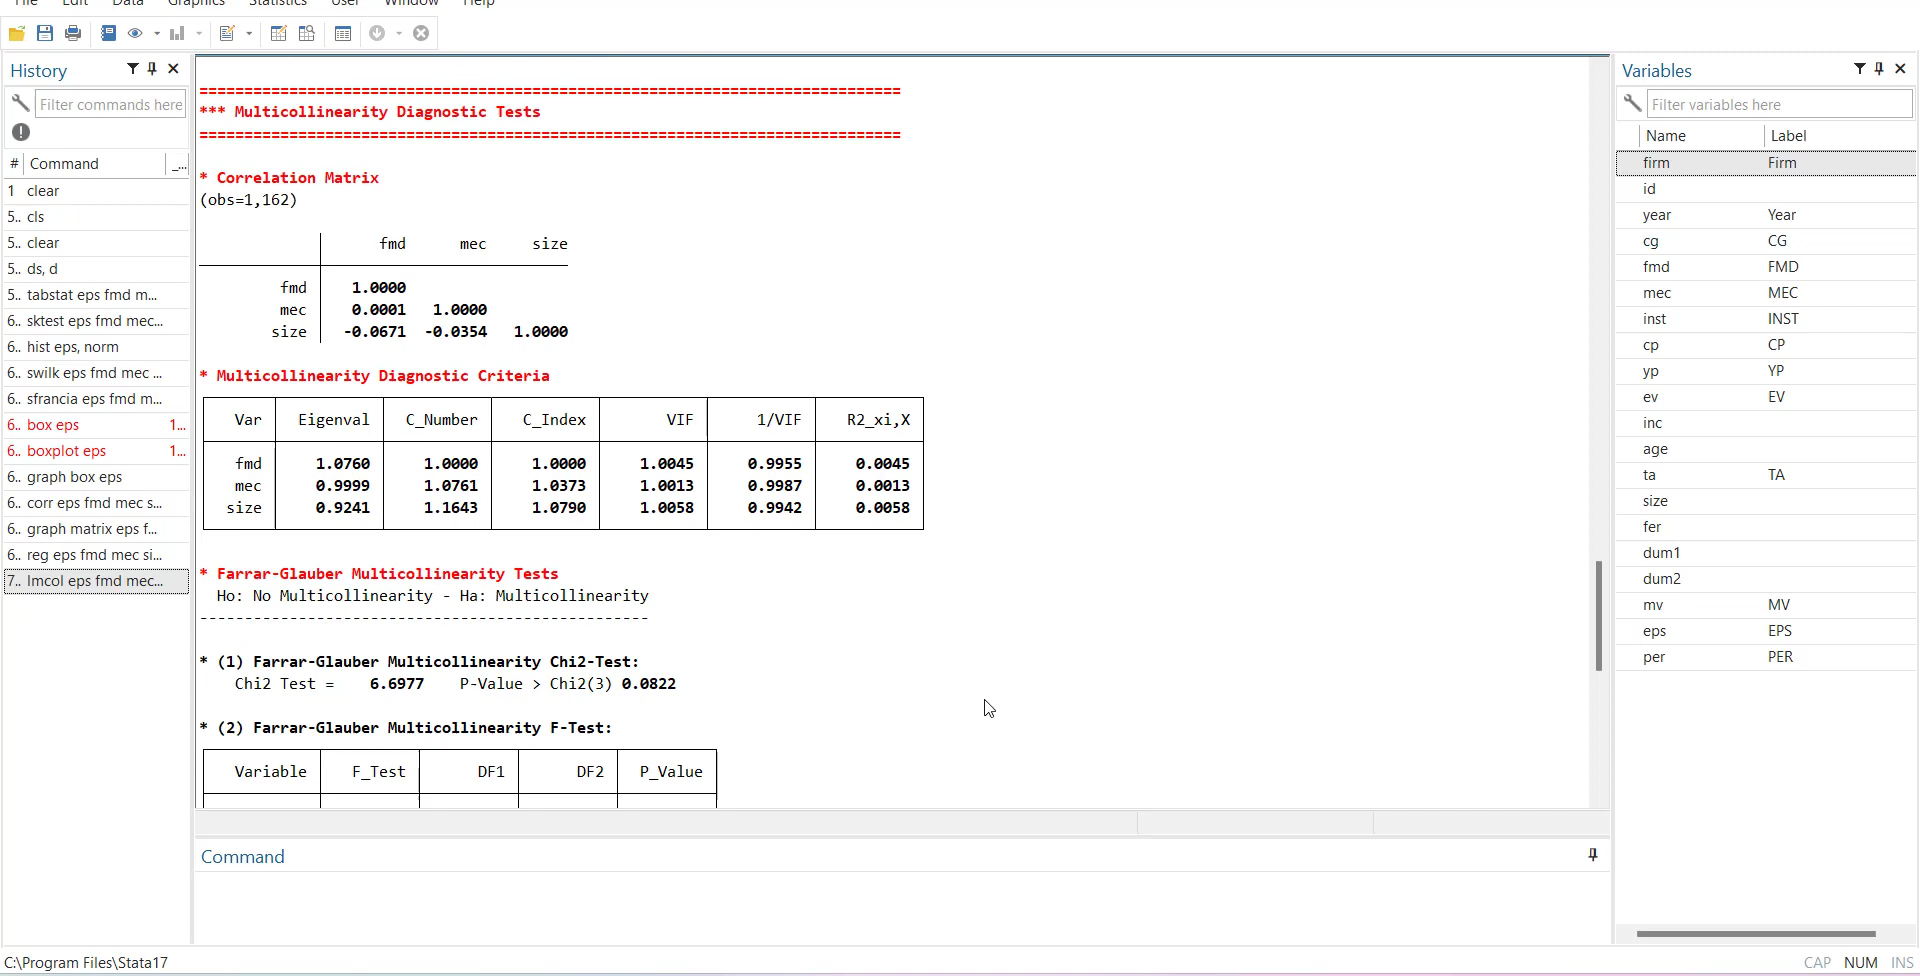 File Edit Data Graphics Statistics User Window Help
History
Filter commands here
# Command _...
1 clear
5.. cls
5.. clear
5.. ds, d
5.. tabstat eps fmd m...
6.. sktest eps fmd mec...
6.. hist eps, norm
6.. swilk eps fmd mec ...
6.. sfrancia eps fmd m...
6.. box eps 1...
6.. boxplot eps 1...
6.. graph box eps
6.. corr eps fmd mec s...
6.. graph matrix eps f...
6.. reg eps fmd mec si...
7.. lmcol eps fmd mec...
==============================================================================
*** Multicollinearity Diagnostic Tests
==============================================================================
* Correlation Matrix
(obs=1,162)
fmd mec size
fmd 1.0000
mec 0.0001 1.0000
size -0.0671 -0.0354 1.0000
* Multicollinearity Diagnostic Criteria
Var Eigenval C_Number C_Index VIF 1/VIF R2_xi,X
fmd 1.0760 1.0000 1.0000 1.0045 0.9955 0.0045
mec 0.9999 1.0761 1.0373 1.0013 0.9987 0.0013
size 0.9241 1.1643 1.0790 1.0058 0.9942 0.0058
* Farrar-Glauber Multicollinearity Tests
Ho: No Multicollinearity - Ha: Multicollinearity
--------------------------------------------------
* (1) Farrar-Glauber Multicollinearity Chi2-Test:
Chi2 Test = 6.6977 P-Value > Chi2(3) 0.0822
* (2) Farrar-Glauber Multicollinearity F-Test:
Variable F_Test DF1 DF2 P_Value
Command
Variables
Filter variables here
Name Label
firm Firm
id
year Year
cg CG
fmd FMD
mec MEC
inst INST
cp CP
yp YP
ev EV
inc
age
ta TA
size
fer
dum1
dum2
mv MV
eps EPS
per PER
C:\Program Files\Stata17
CAP NUM INS